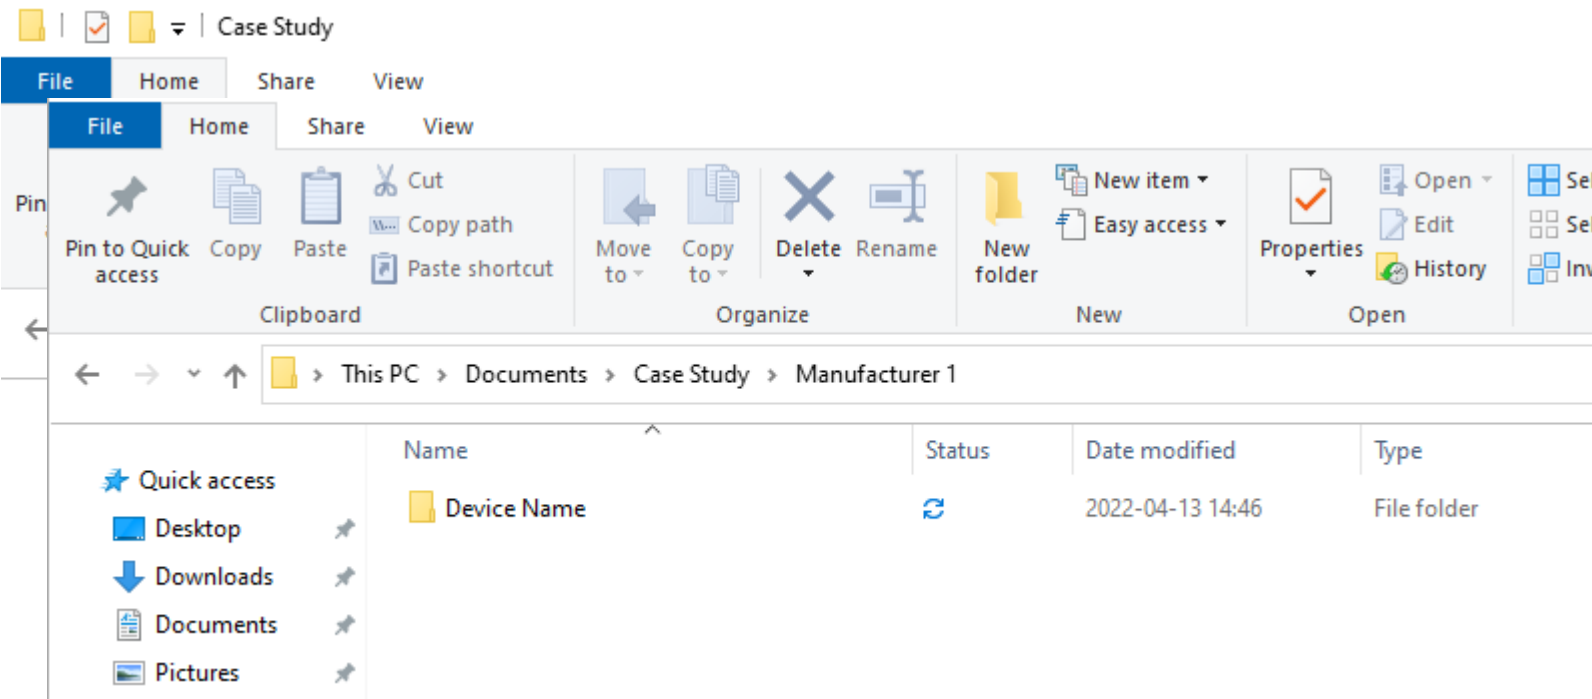 Case Study
File Home Share View
File Home Share View
Pin
Pin to Quick access
Copy
Paste
Cut
Copy path
Paste shortcut
Clipboard
Move to
Copy to
Delete
Rename
Organize
New folder
New item
Easy access
New
Properties
Open
Edit
History
Open
This PC > Documents > Case Study > Manufacturer 1
Name Status Date modified Type
Quick access
Device Name 2022-04-13 14:46 File folder
Desktop
Downloads
Documents
Pictures